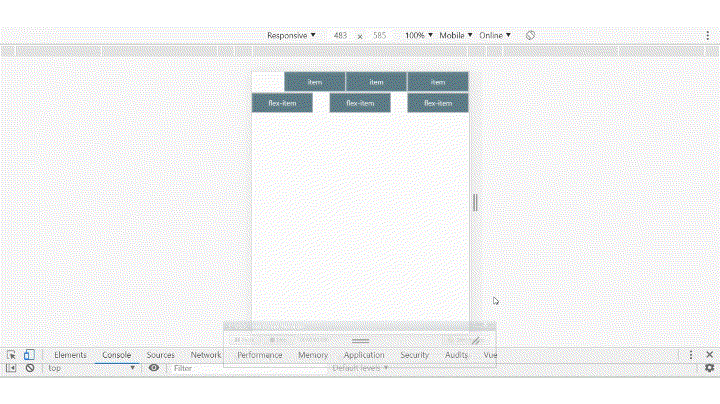 Responsive ▼ 483 x 585 100% ▼ Mobile ▼ Online ▼
item item item
flex-item flex-item flex-item
Elements Console Sources Network Performance Memory Application Security Audits Vue
top ▼ Filter Default levels ▼